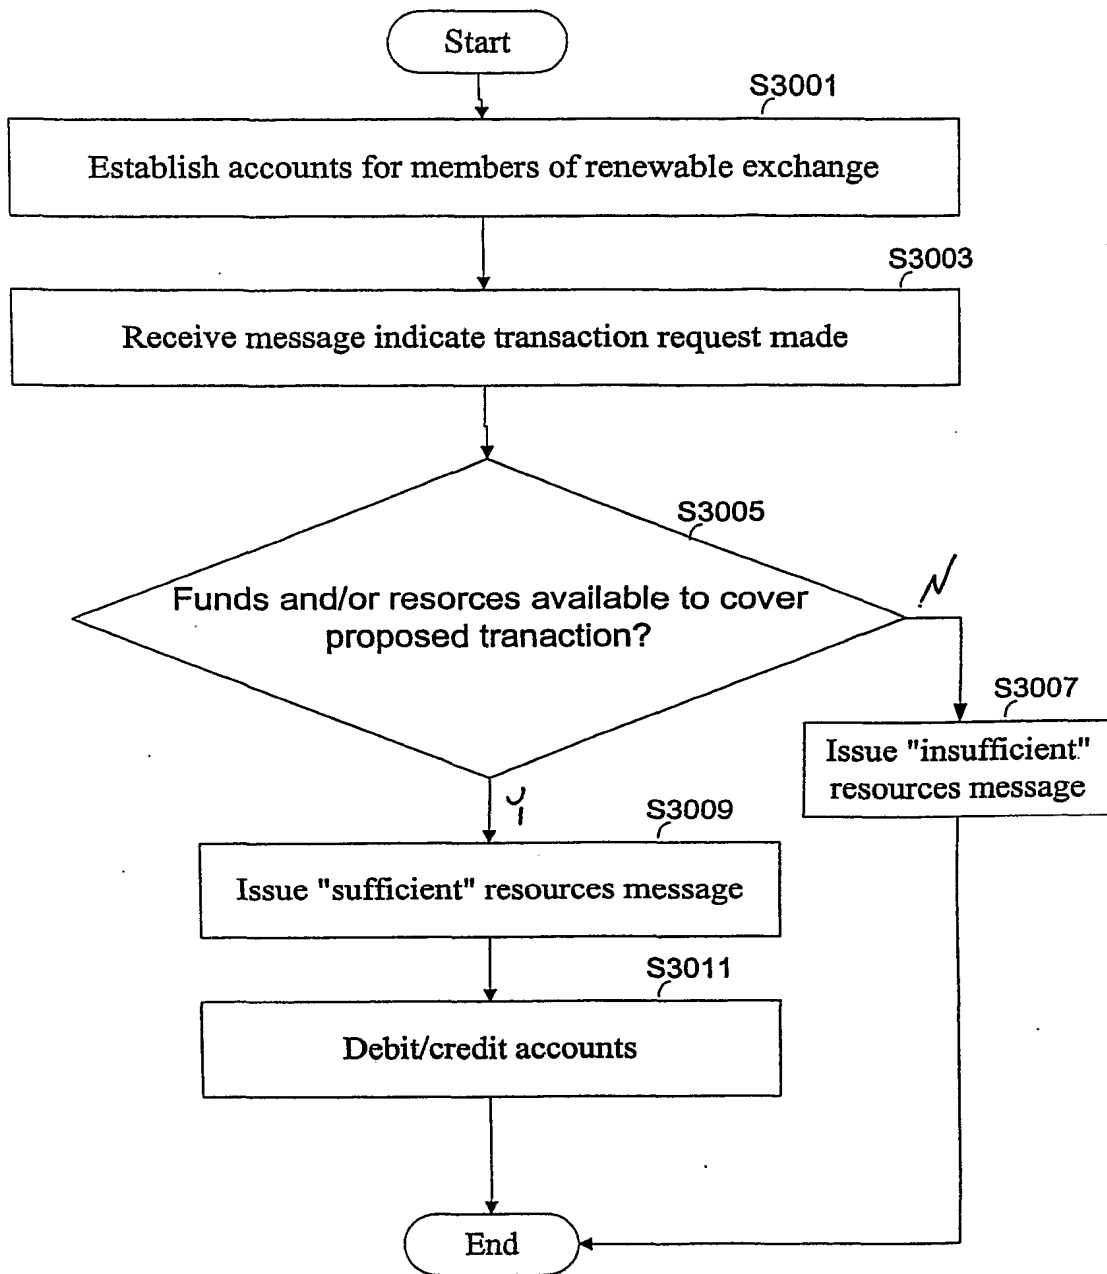 Start
S3001
Establish accounts for members of renewable exchange
S3003
Receive message indicate transaction request made
S3005
Funds and/or resorces available to cover
proposed tranaction?
N
S3007
Issue "insufficient"
resources message
Y
S3009
Issue "sufficient" resources message
S3011
Debit/credit accounts
End